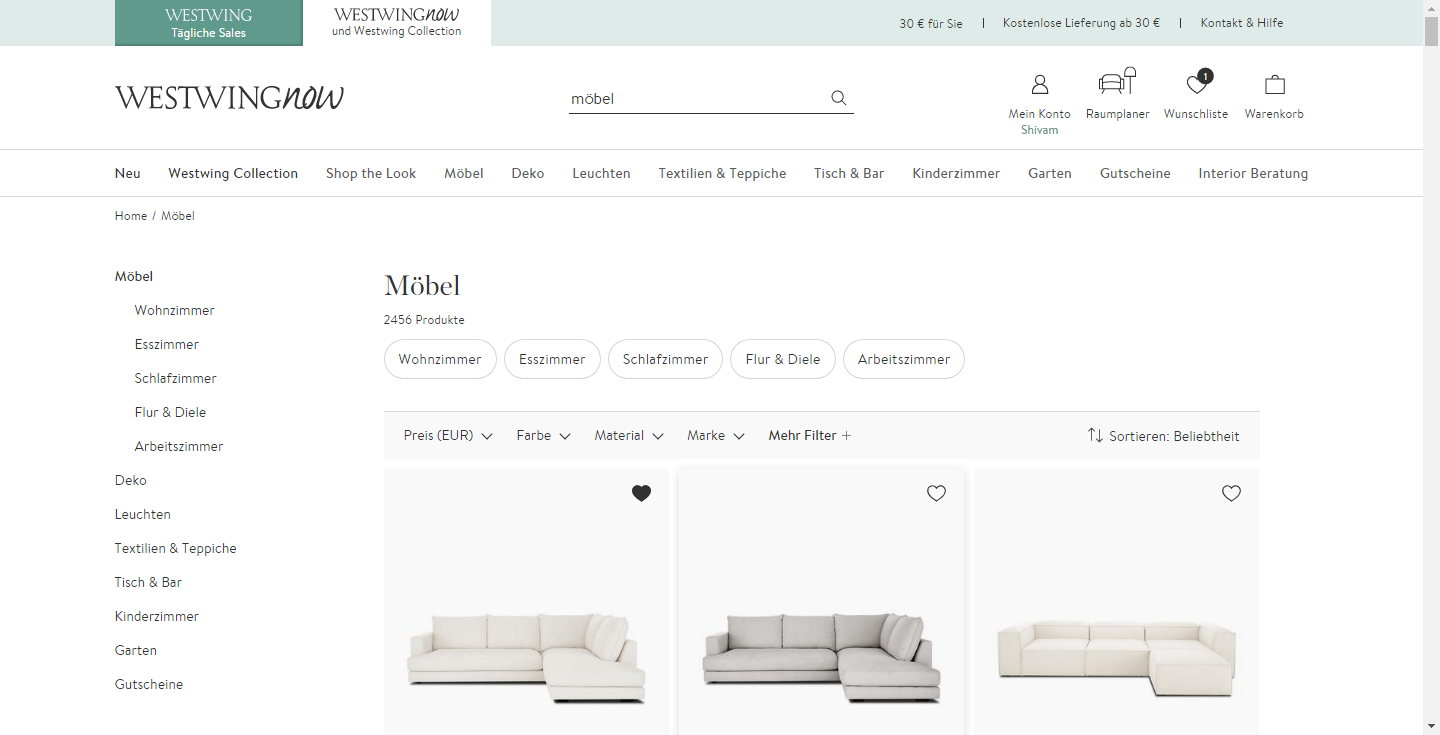 WESTWING
Tägliche Sales
WESTWINGnow
und Westwing Collection
30 € für Sie
Kostenlose Lieferung ab 30 €
Kontakt & Hilfe
WESTWINGnow
möbel
Mein Konto
Shivam
Raumplaner
1
Wunschliste
Warenkorb
Neu
Westwing Collection
Shop the Look
Möbel
Deko
Leuchten
Textilien & Teppiche
Tisch & Bar
Kinderzimmer
Garten
Gutscheine
Interior Beratung
Home / Möbel
Möbel
Wohnzimmer
Esszimmer
Schlafzimmer
Flur & Diele
Arbeitszimmer
Deko
Leuchten
Textilien & Teppiche
Tisch & Bar
Kinderzimmer
Garten
Gutscheine
Möbel
2456 Produkte
Wohnzimmer
Esszimmer
Schlafzimmer
Flur & Diele
Arbeitszimmer
Preis (EUR)
Farbe
Material
Marke
Mehr Filter
Sortieren: Beliebtheit